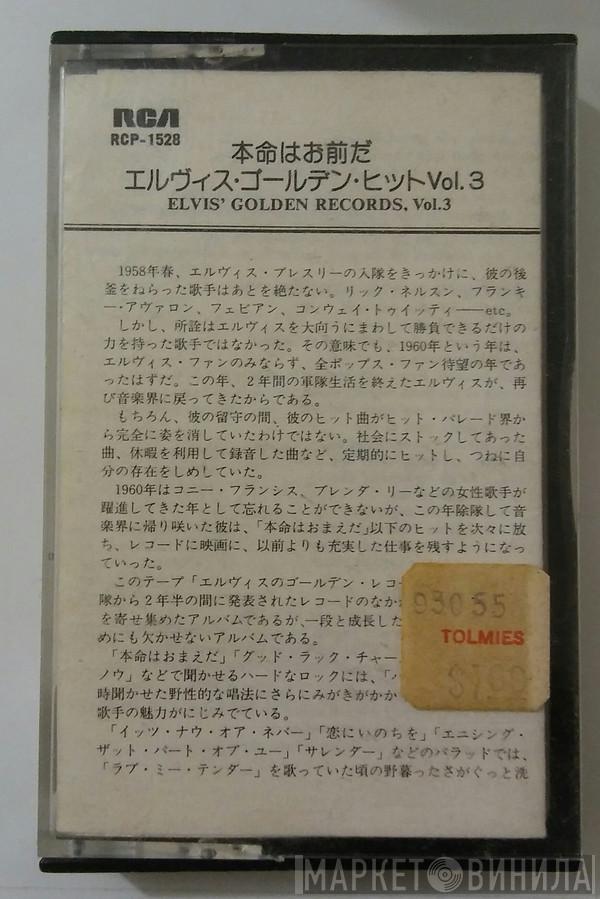 RCA
RCP-1528
本命はお前だ
エルヴィス・ゴールデン・ヒットVol.3
ELVIS' GOLDEN RECORDS, Vol.3
1958年春、エルヴィス・プレスリーの入隊をきっかけに、彼の後
釜をねらった歌手はあとを絶たない。リック・ネルスン、フランキ
ー・アヴァロン、フェビアン、コンウェイ・トゥイッティ——etc。
しかし、所詮はエルヴィスを大向うにまわして勝負できるだけの
力を持った歌手ではなかった。その意味でも、1960年という年は、
エルヴィス・ファンのみならず、全ポップス・ファン待望の年であ
ったはずだ。この年、2年間の軍隊生活を終えたエルヴィスが、再
び音楽界に戻ってきたからである。
もちろん、彼の留守の間、彼のヒット曲がヒット・パレード界か
ら完全に姿を消していたわけではない。社会にストックしてあった
曲、休暇を利用して録音した曲など、定期的にヒットし、つねに自
分の存在をしめしていた。
1960年はコニー・フランシス、ブレンダ・リーなどの女性歌手が
躍進してきた年として忘れることができないが、この年除隊して音
楽界に帰り咲いた彼は、「本命はおまえだ」以下のヒットを次々に放
ち、レコードに映画に、以前よりも充実した仕事を残すようになっ
ていった。
このテープ「エルヴィスのゴールデン・レコー
隊から2年半の間に発表されたレコードのなか
を寄せ集めたアルバムであるが、一段と成長した
めにも欠かせないアルバムである。
「本命はおまえだ」「グッド・ラック・チャー
ノウ」などで聞かせるハードなロックには、「ハ
時聞かせた野性的な唱法にさらにみがきがかか
歌手の魅力がにじみでている。
「イッツ・ナウ・オア・ネバー」「恋にいのちを」「エニシング・
ザット・パート・オブ・ユー」「サレンダー」などのバラッドでは、
「ラブ・ミー・テンダー」を歌っていた頃の野暮ったさがぐっと洗
93055
TOLMIES
МАРКЕТ ВИНИЛА